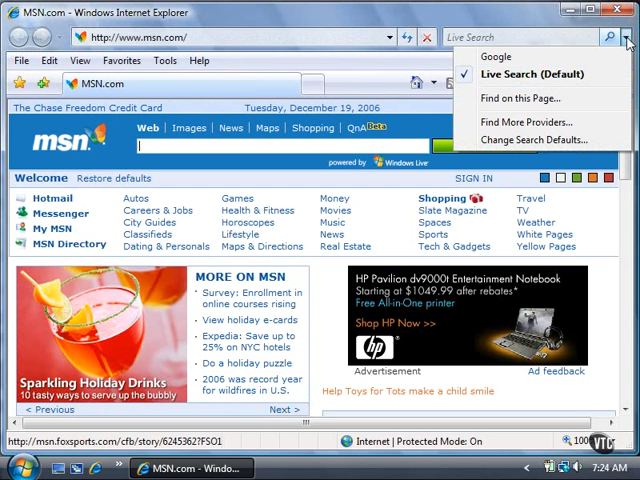 MSN.com - Windows Internet Explorer
http://www.msn.com/
Live Search
File Edit View Favorites Tools Help
MSN.com
Google
Live Search (Default)
Find on this Page...
Find More Providers...
Change Search Defaults...
The Chase Freedom Credit Card
Tuesday, December 19, 2006
msn
Web Images News Maps Shopping QnA Beta
powered by Windows Live
Welcome Restore defaults
SIGN IN
Hotmail
Messenger
My MSN
MSN Directory
Autos
Careers & Jobs
City Guides
Classifieds
Dating & Personals
Games
Health & Fitness
Horoscopes
Lifestyle
Maps & Directions
Money
Movies
Music
News
Real Estate
Shopping
Slate Magazine
Spaces
Sports
Tech & Gadgets
Travel
TV
Weather
White Pages
Yellow Pages
Sparkling Holiday Drinks
10 tasty ways to serve up the bubbly
‹ Previous
Next ›
MORE ON MSN
Survey: Enrollment in
online courses rising
View holiday e-cards
Expedia: Save up to
25% on NYC hotels
Do a holiday puzzle
2006 was record year
for wildfires in U.S.
HP Pavilion dv9000t Entertainment Notebook
Starting at $1049.99 after rebates*
Free All-in-One printer
Shop HP Now >>
hp
Advertisement
Ad feedback
Help Toys for Tots make a child smile
http://msn.foxsports.com/cfb/story/6245362?FSO1
Internet | Protected Mode: On
100%
VTC
MSN.com - Windo...
7:24 AM